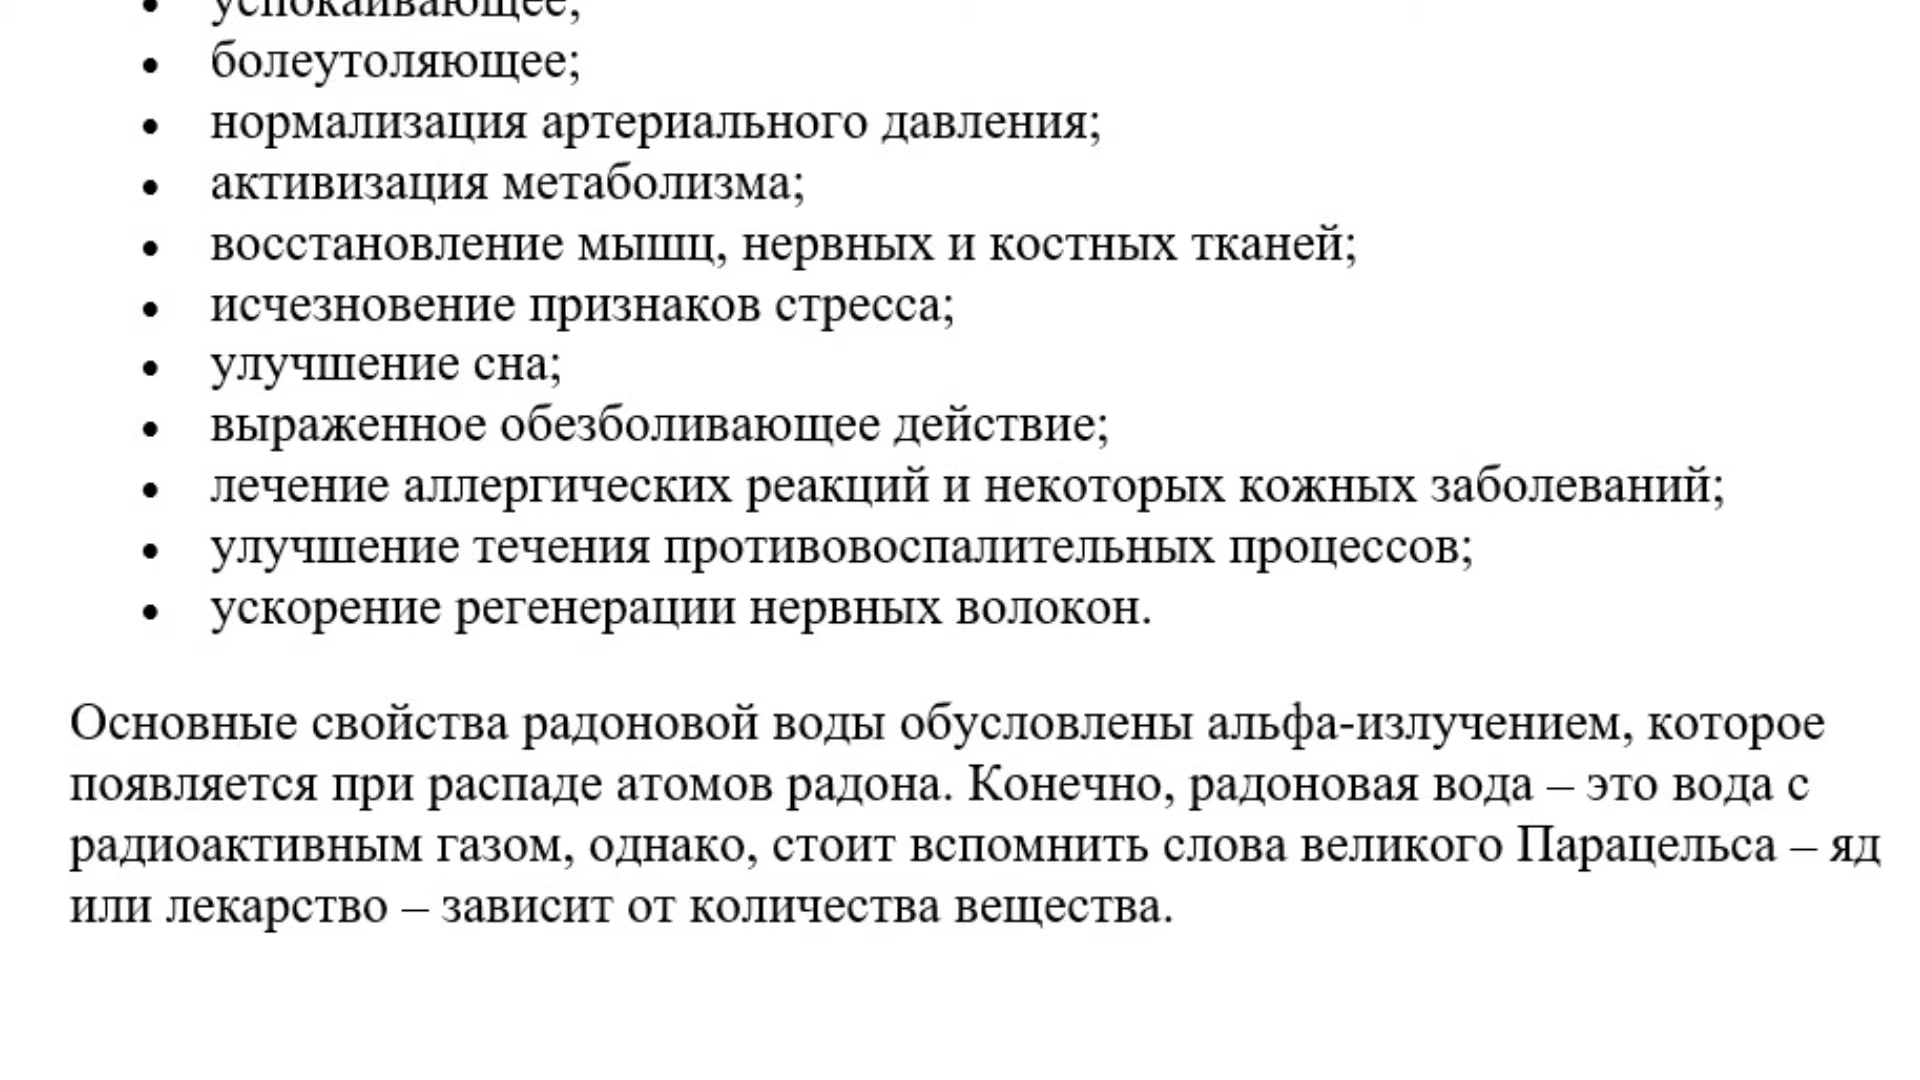 • успокаивающее;
• болеутоляющее;
• нормализация артериального давления;
• активизация метаболизма;
• восстановление мышц, нервных и костных тканей;
• исчезновение признаков стресса;
• улучшение сна;
• выраженное обезболивающее действие;
• лечение аллергических реакций и некоторых кожных заболеваний;
• улучшение течения противовоспалительных процессов;
• ускорение регенерации нервных волокон.
Основные свойства радоновой воды обусловлены альфа-излучением, которое
появляется при распаде атомов радона. Конечно, радоновая вода – это вода с
радиоактивным газом, однако, стоит вспомнить слова великого Парацельса – яд
или лекарство – зависит от количества вещества.